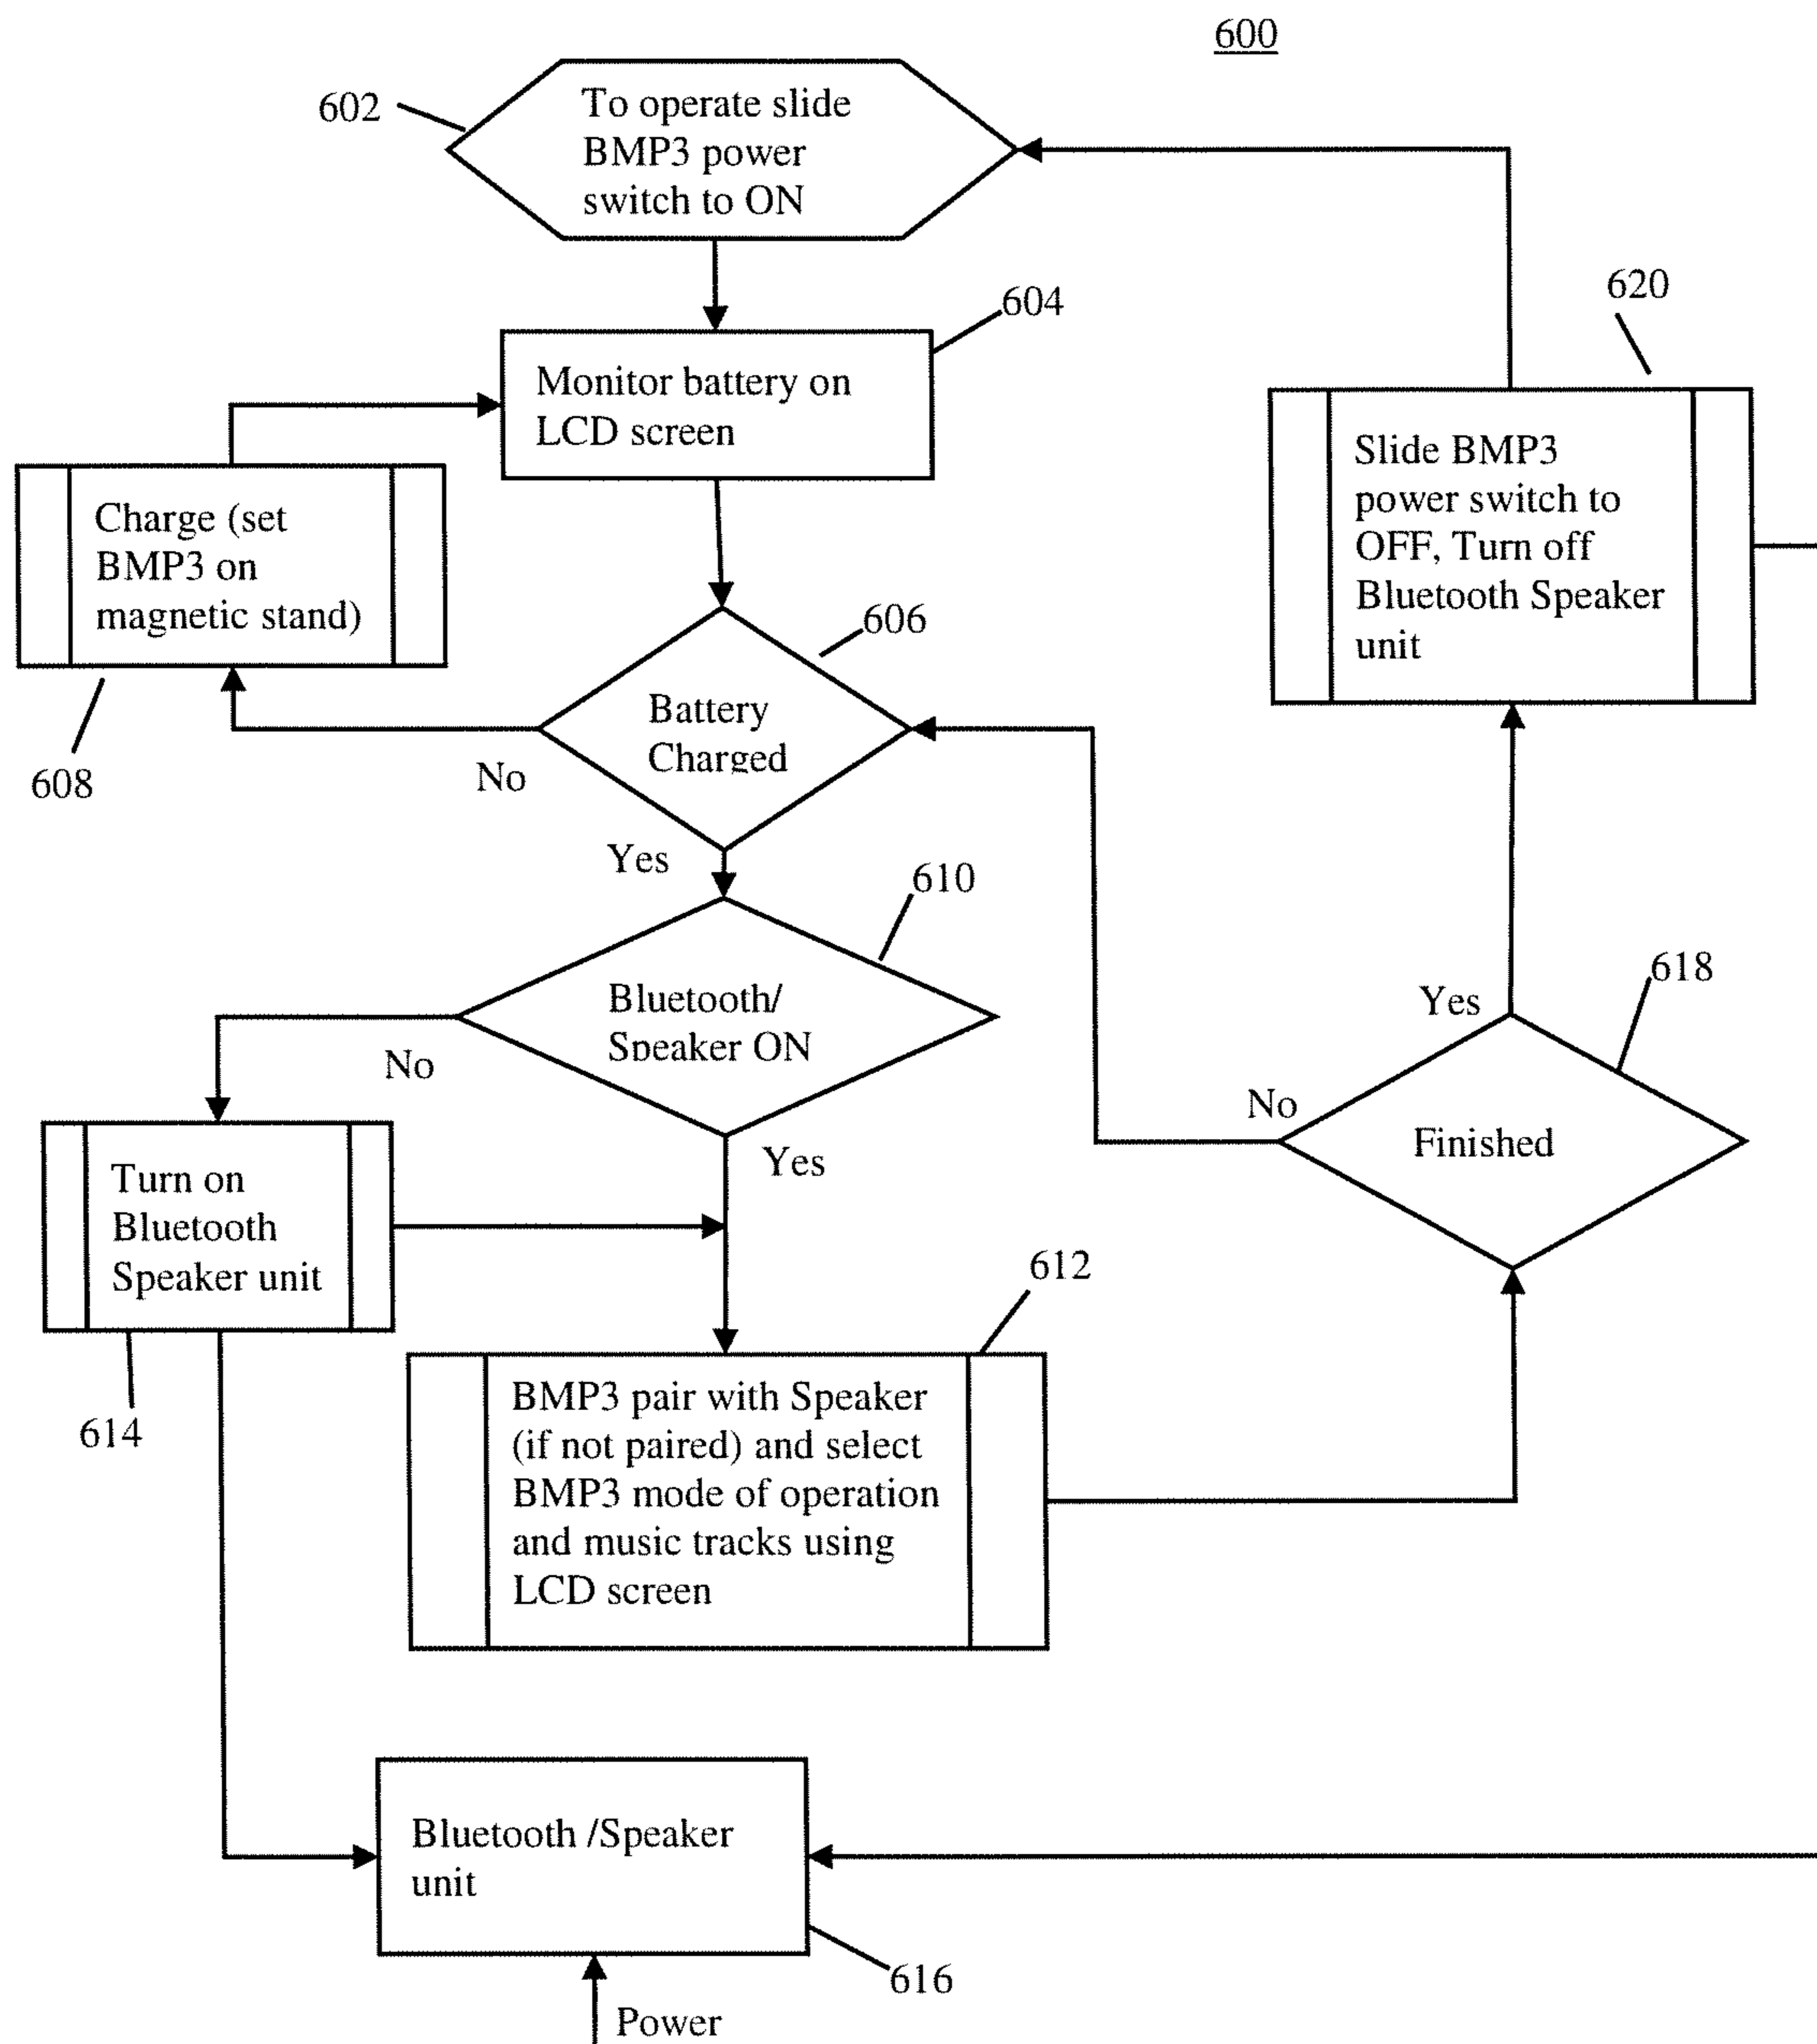 600
602
To operate slide
BMP3 power
switch to ON
604
Monitor battery on
LCD screen
620
Slide BMP3
power switch to
OFF, Turn off
Bluetooth Speaker
unit
Charge (set
BMP3 on
magnetic stand)
608
606
Battery
Charged
No
Yes
610
Bluetooth/
Speaker ON
No
Yes
618
Yes
No
Finished
Turn on
Bluetooth
Speaker unit
614
612
BMP3 pair with Speaker
(if not paired) and select
BMP3 mode of operation
and music tracks using
LCD screen
Bluetooth /Speaker
unit
616
Power